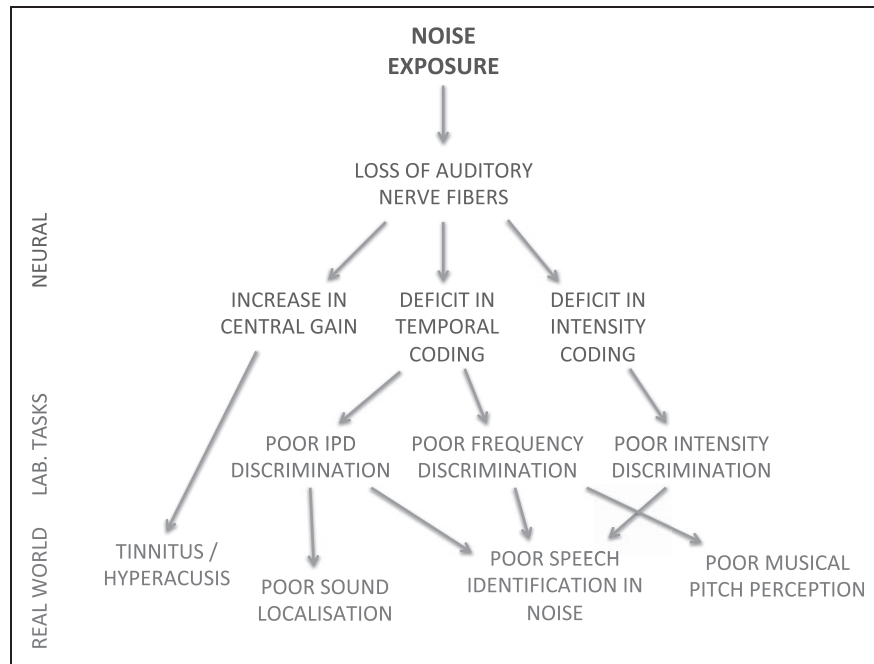 NOISE
EXPOSURE
LOSS OF AUDITORY
NERVE FIBERS
NEURAL
INCREASE IN
CENTRAL GAIN
DEFICIT IN
TEMPORAL
CODING
DEFICIT IN
INTENSITY
CODING
LAB. TASKS
POOR IPD
DISCRIMINATION
POOR FREQUENCY
DISCRIMINATION
POOR INTENSITY
DISCRIMINATION
REAL WORLD
TINNITUS /
HYPERACUSIS
POOR SOUND
LOCALISATION
POOR SPEECH
IDENTIFICATION IN
NOISE
POOR MUSICAL
PITCH PERCEPTION